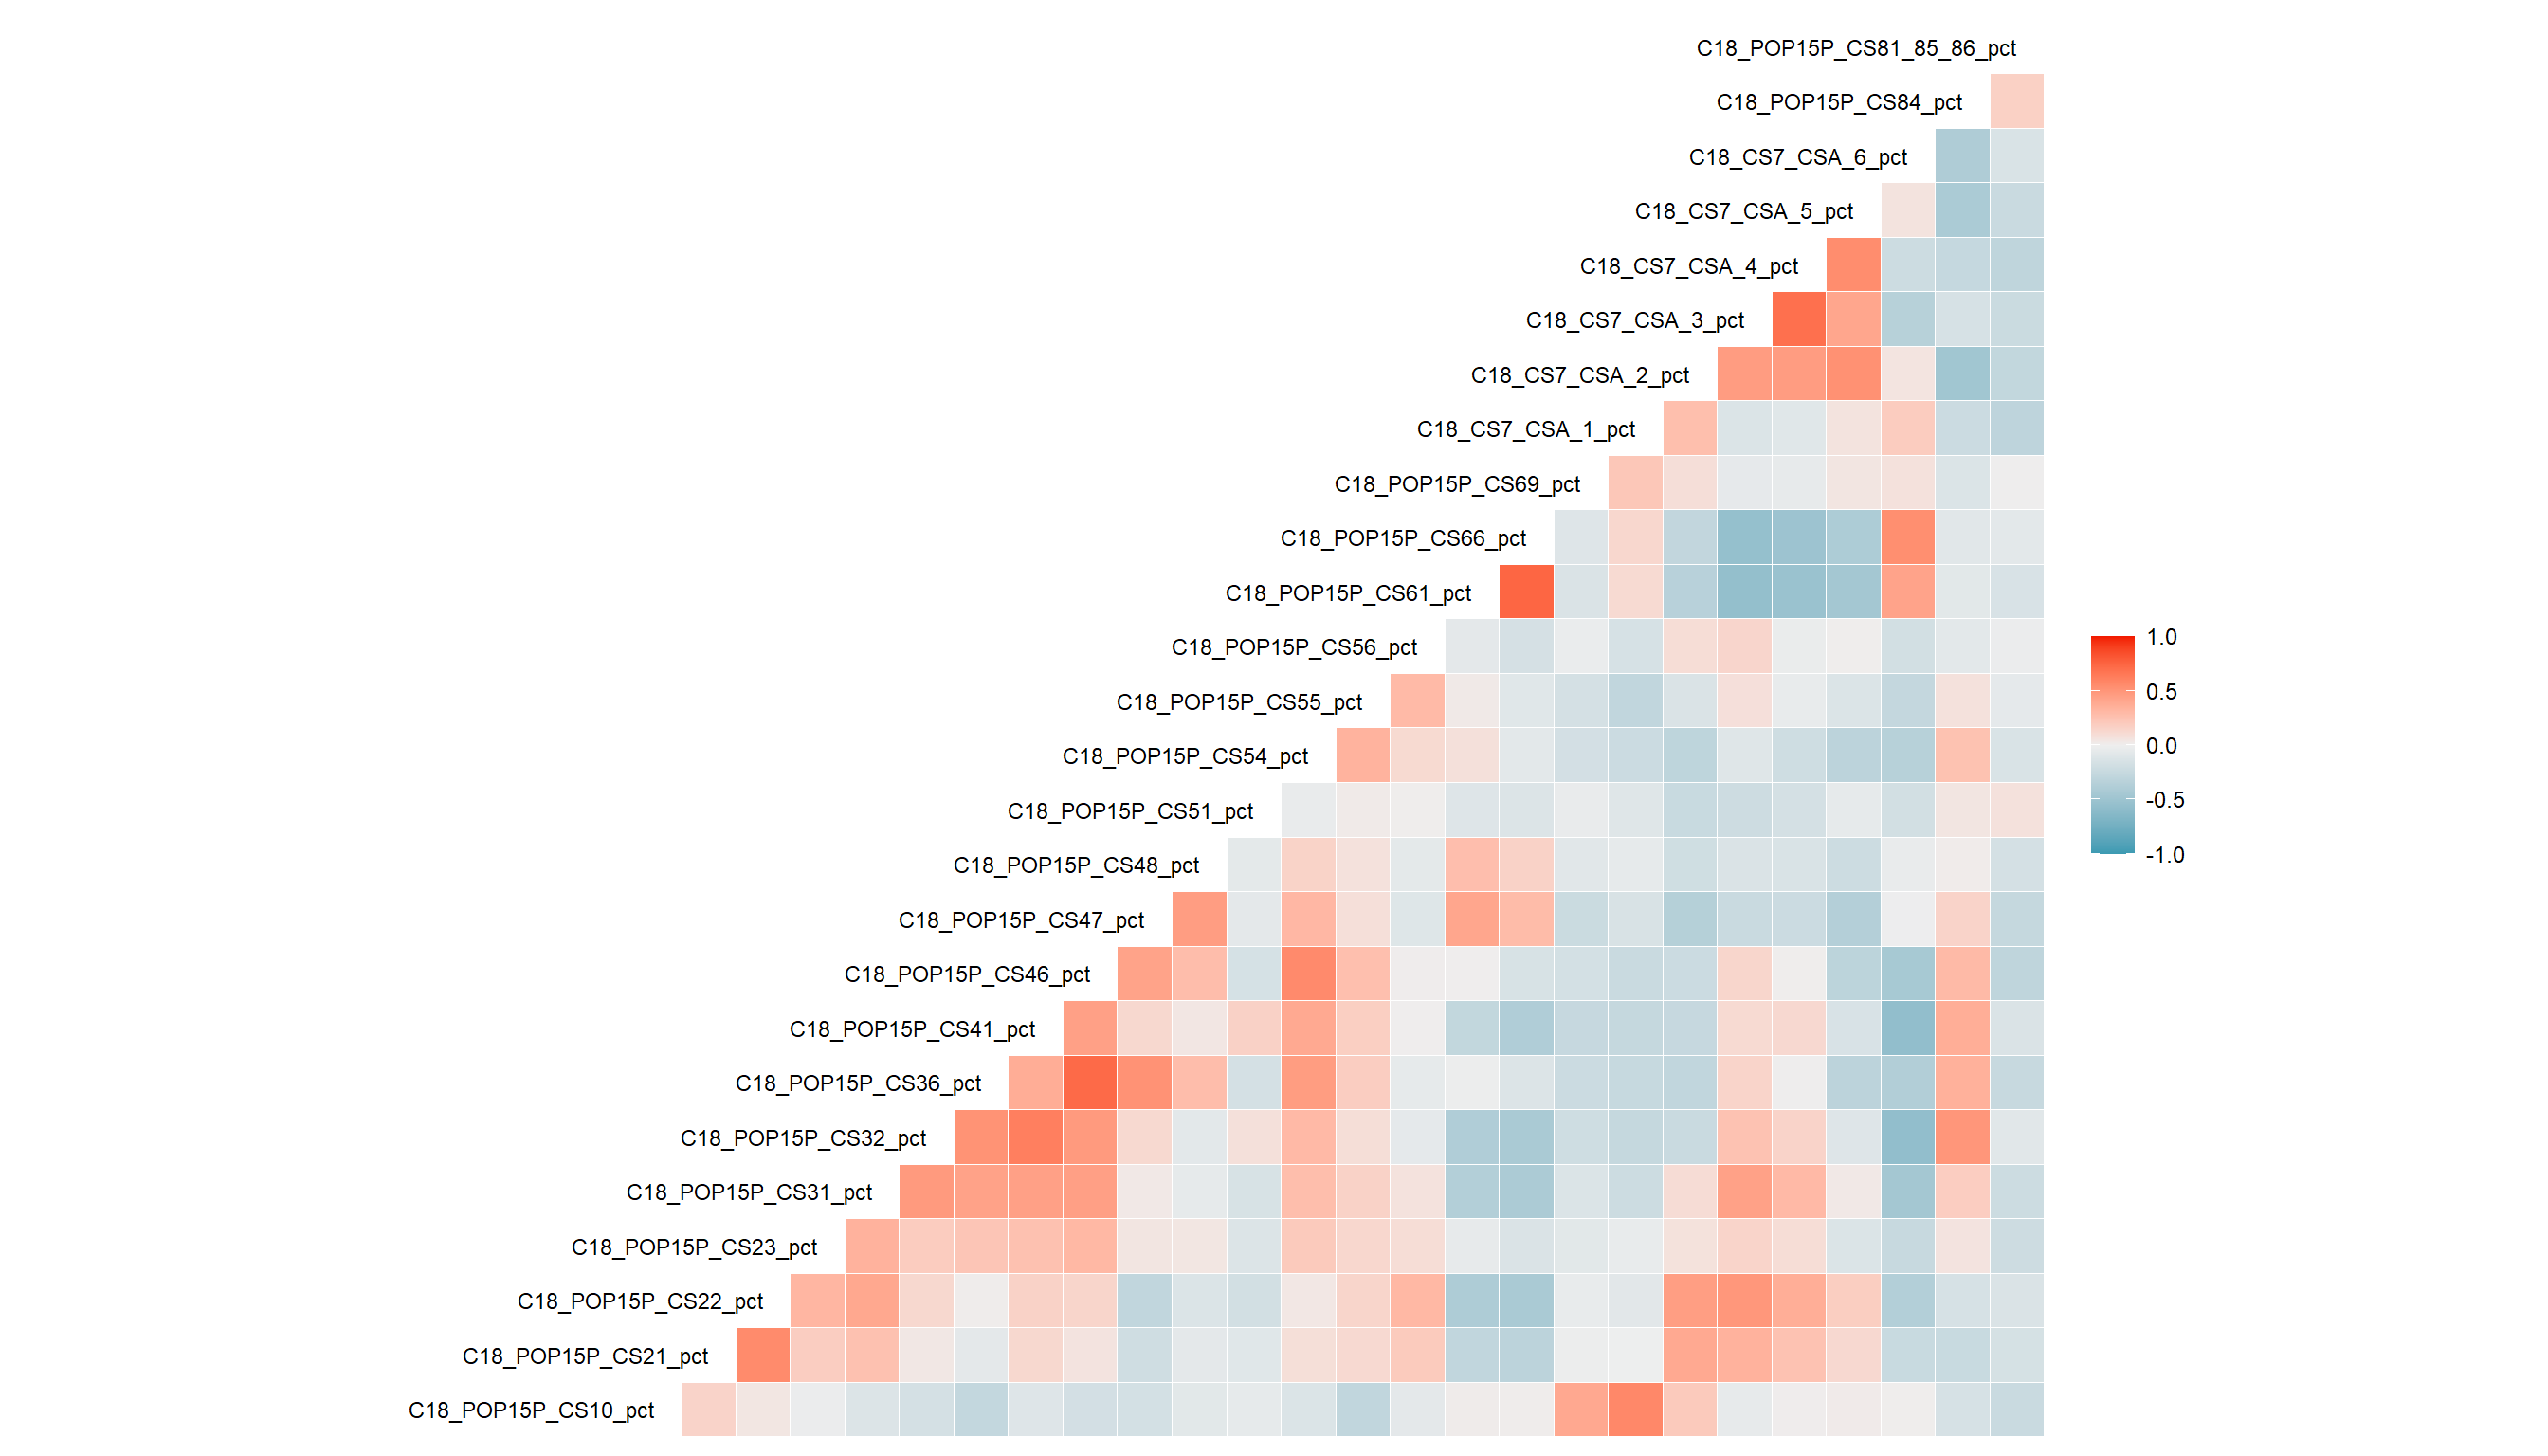 C18_POP15P_CS81_85_86_pct
C18_POP15P_CS84_pct
C18_CS7_CSA_6_pct
C18_CS7_CSA_5_pct
C18_CS7_CSA_4_pct
C18_CS7_CSA_3_pct
C18_CS7_CSA_2_pct
C18_CS7_CSA_1_pct
C18_POP15P_CS69_pct
C18_POP15P_CS66_pct
C18_POP15P_CS61_pct
C18_POP15P_CS56_pct
C18_POP15P_CS55_pct
C18_POP15P_CS54_pct
C18_POP15P_CS51_pct
C18_POP15P_CS48_pct
C18_POP15P_CS47_pct
C18_POP15P_CS46_pct
C18_POP15P_CS41_pct
C18_POP15P_CS36_pct
C18_POP15P_CS32_pct
C18_POP15P_CS31_pct
C18_POP15P_CS23_pct
C18_POP15P_CS22_pct
C18_POP15P_CS21_pct
C18_POP15P_CS10_pct
1.0
0.5
0.0
-0.5
-1.0